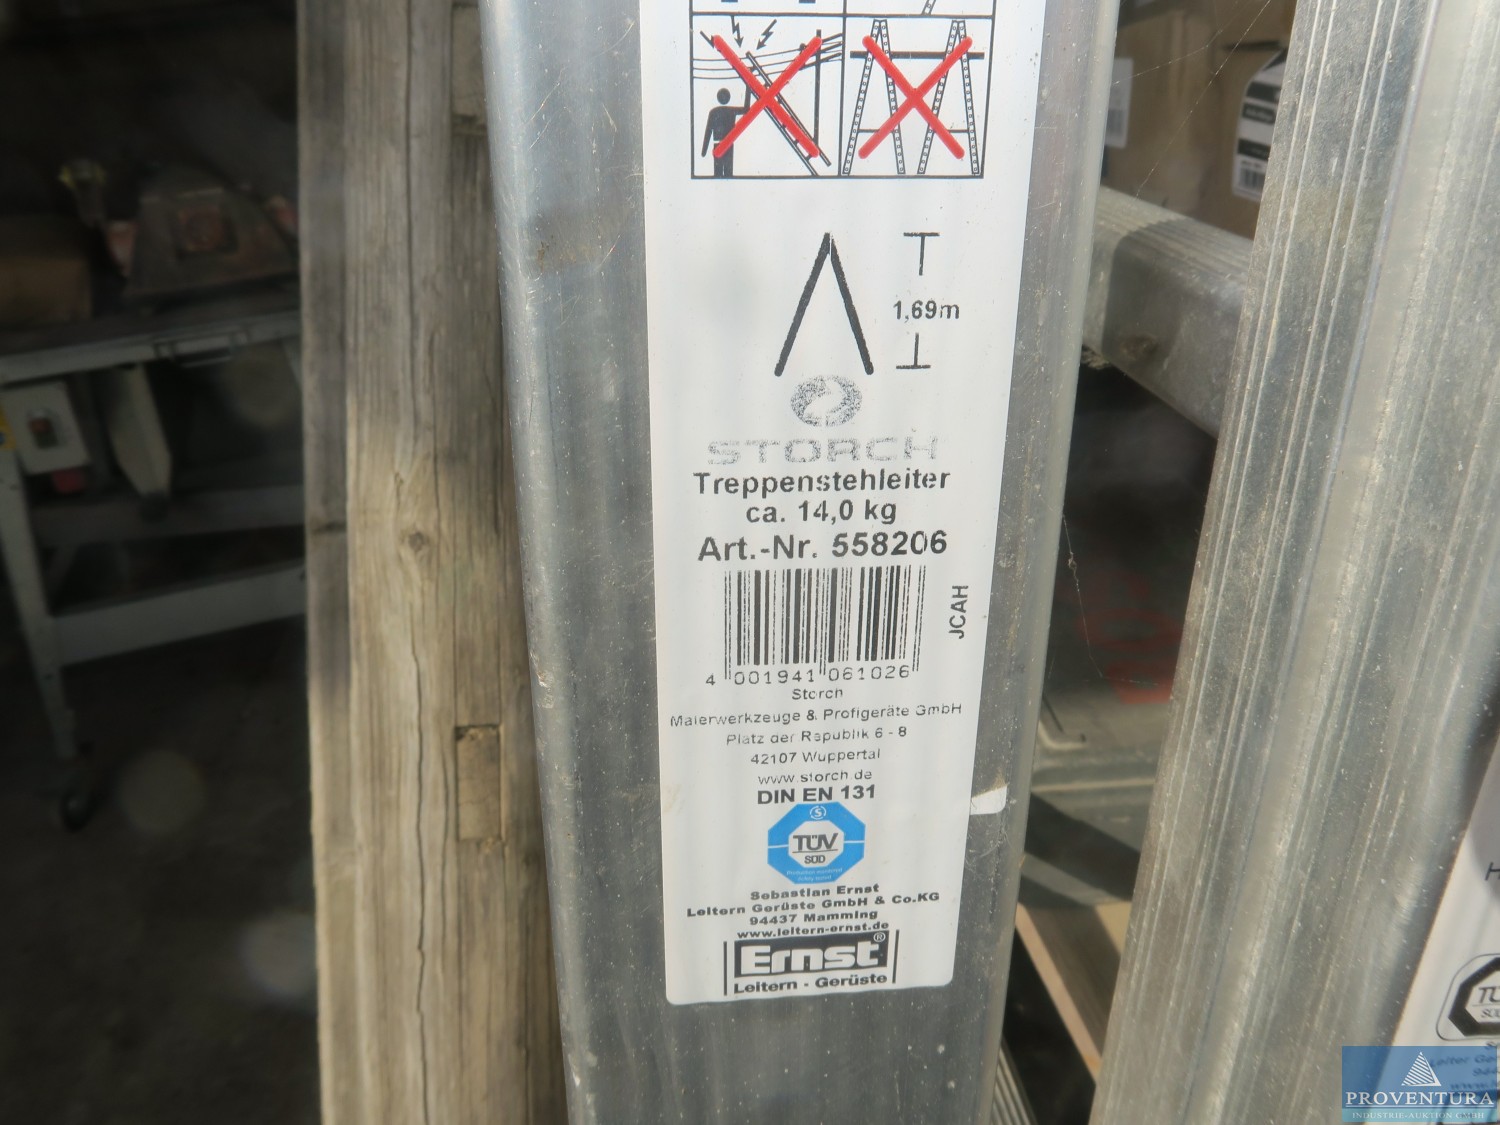 1,69m
STORCH
Treppenstehleiter
ca. 14,0 kg
Art.-Nr. 558206
JCAH
4 001941 061026
Storch
Malerwerkzeuge & Profigeräte GmbH
Platz der Republik 6 - 8
42107 Wuppertal
www.storch.de
DIN EN 131
TÜV
SÜD
Sebastian Ernst
Leitern Gerüste GmbH & Co.KG
94437 Mamming
www.leitern-ernst.de
Ernst®
Leitern - Gerüste
PROVENTURA
INDUSTRIE-AUKTION GMBH